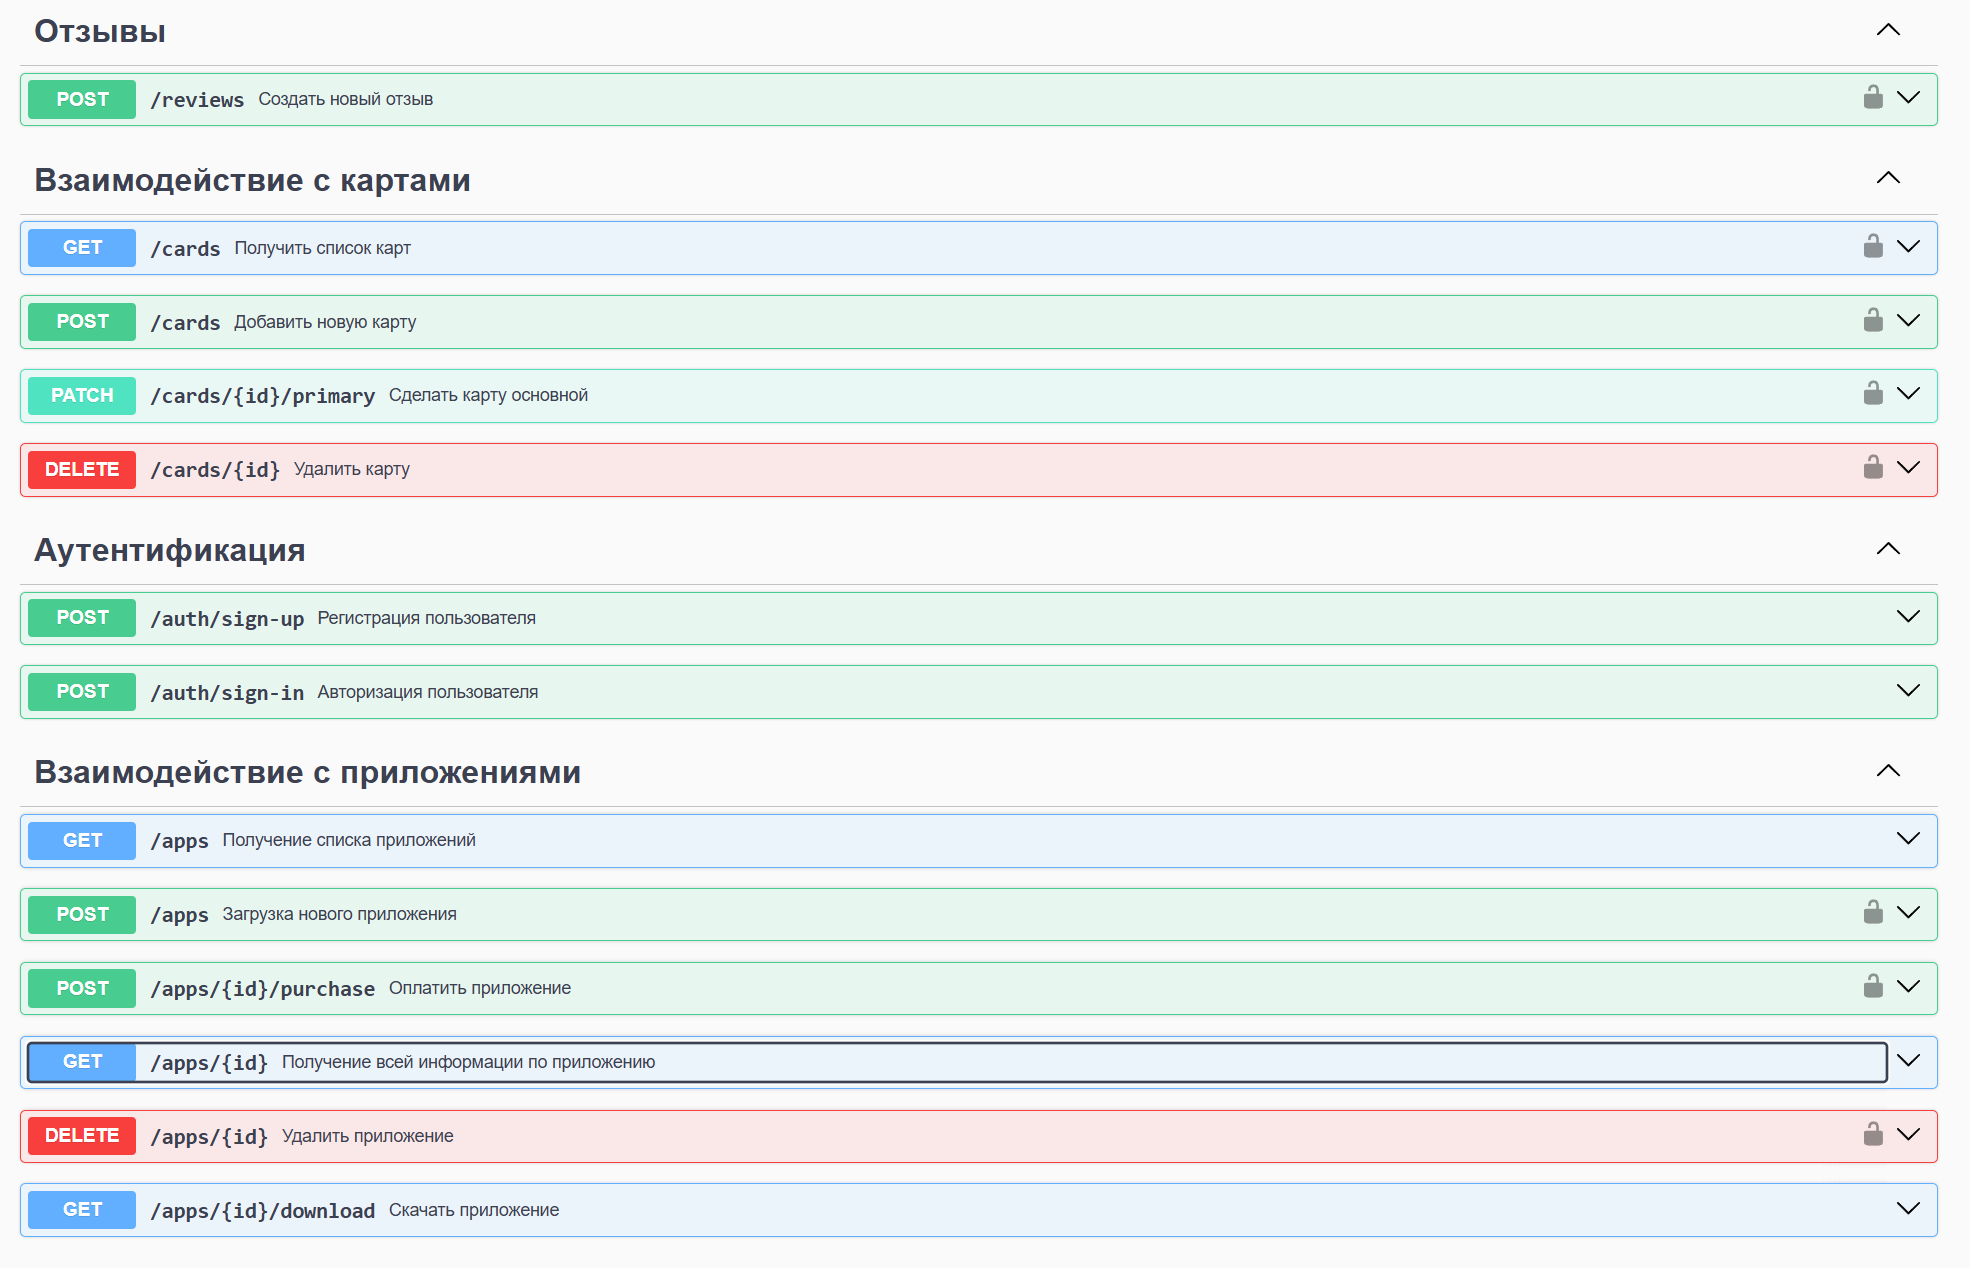 Отзывы
POST /reviews Создать новый отзыв
Взаимодействие с картами
GET /cards Получить список карт
POST /cards Добавить новую карту
PATCH /cards/{id}/primary Сделать карту основной
DELETE /cards/{id} Удалить карту
Аутентификация
POST /auth/sign-up Регистрация пользователя
POST /auth/sign-in Авторизация пользователя
Взаимодействие с приложениями
GET /apps Получение списка приложений
POST /apps Загрузка нового приложения
POST /apps/{id}/purchase Оплатить приложение
GET /apps/{id} Получение всей информации по приложению
DELETE /apps/{id} Удалить приложение
GET /apps/{id}/download Скачать приложение